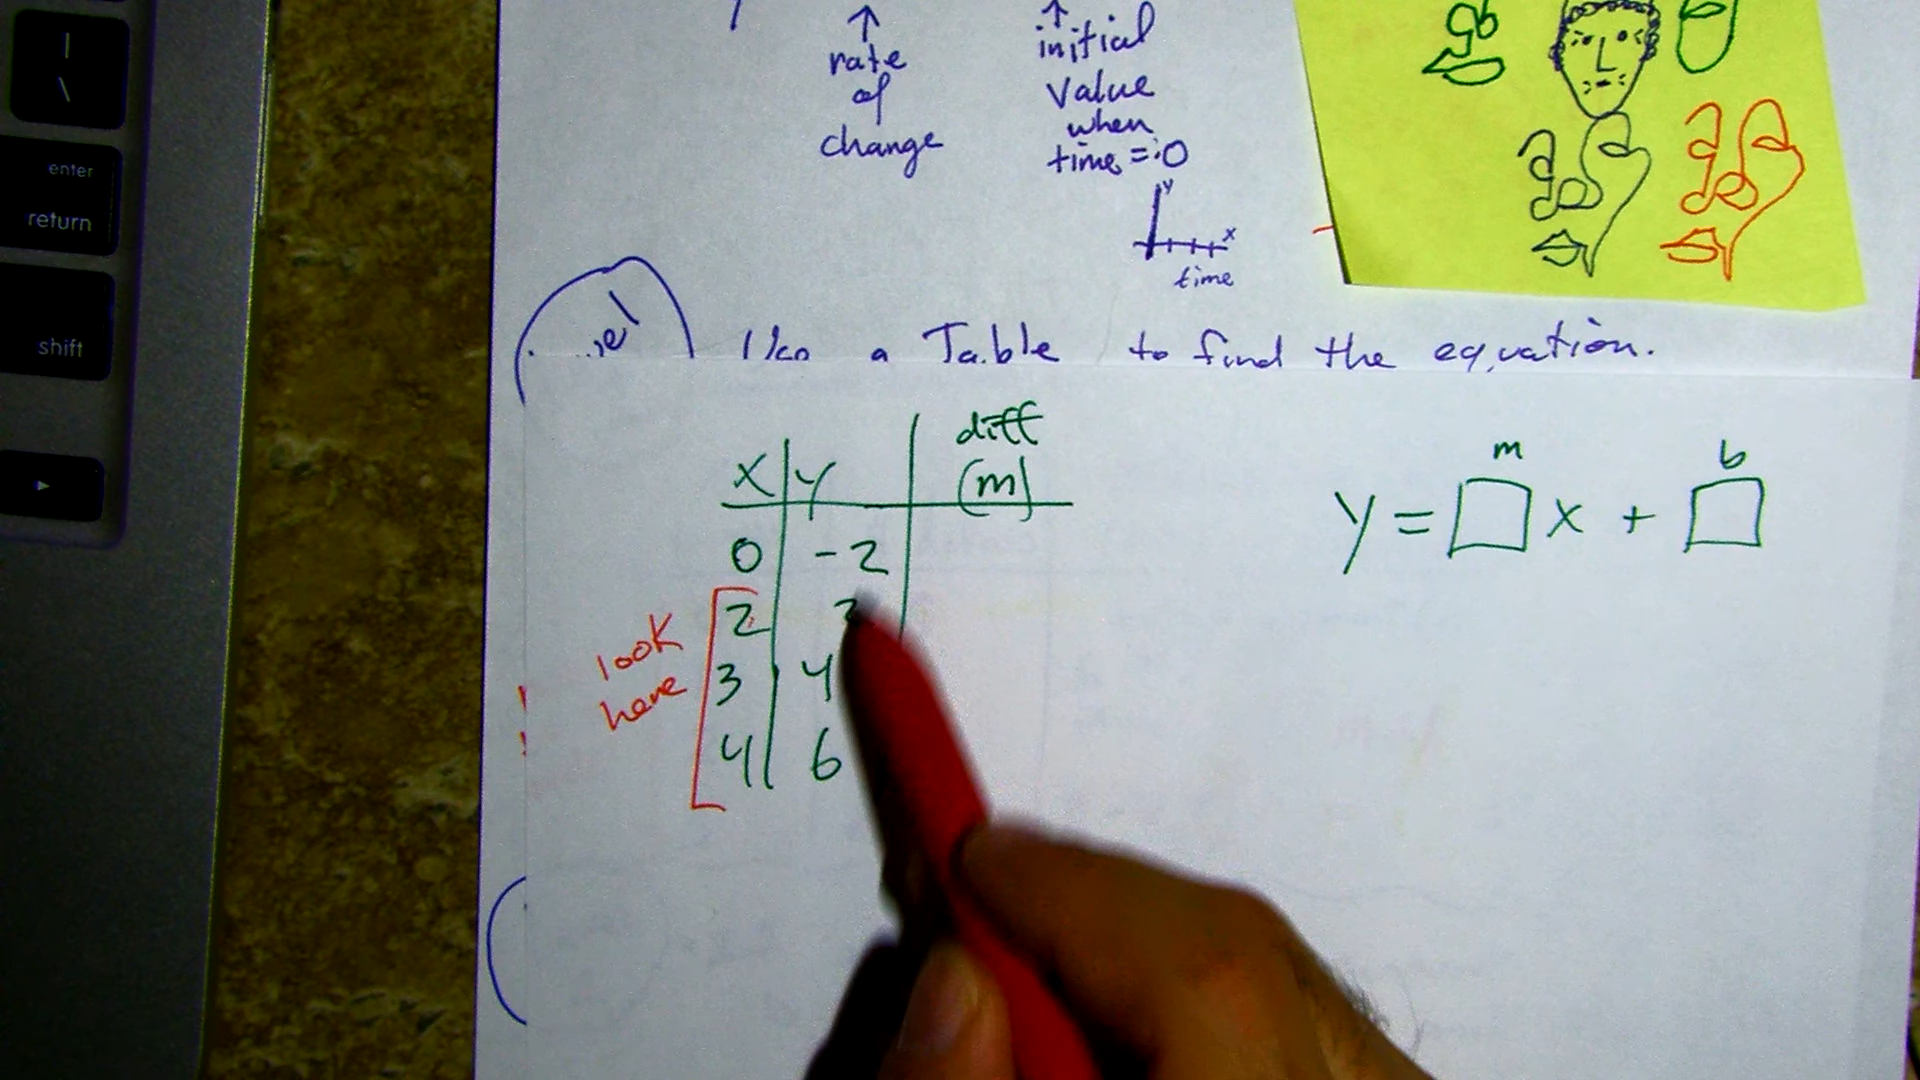 |
\
enter
return
shift
↑ ↑
rate of change
initial value when time = 0
y
x
time
a Table to find the equation.
x y diff (m)
0 -2
2 2
3 4
4 6
look here
m b
y = □x + □